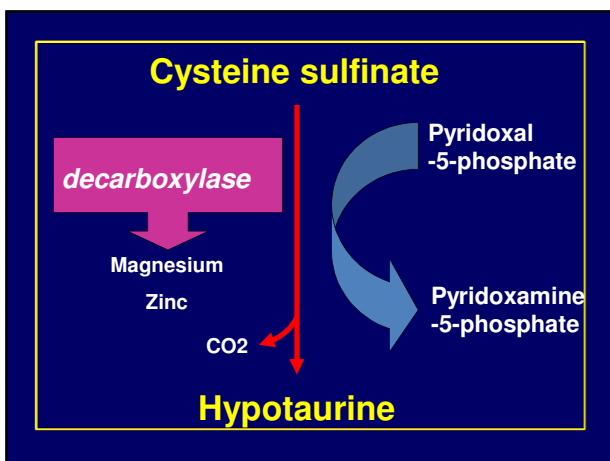 Cysteine sulfinate
decarboxylase
Magnesium
Zinc
CO2
Pyridoxal
-5-phosphate
Pyridoxamine
-5-phosphate
Hypotaurine